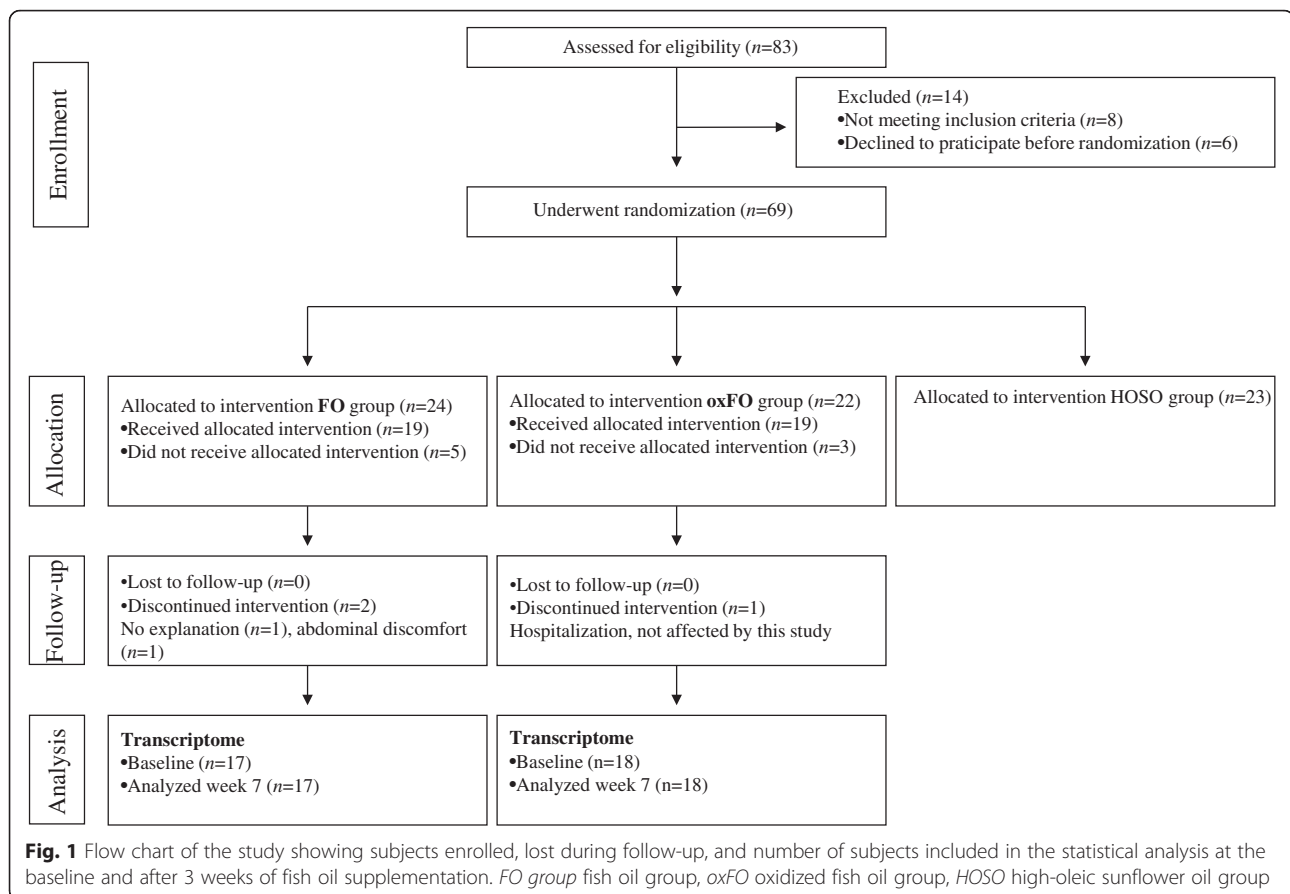 Assessed for eligibility (n=83)
Enrollment
Excluded (n=14)
•Not meeting inclusion criteria (n=8)
•Declined to praticipate before randomization (n=6)
Underwent randomization (n=69)
Allocation
Allocated to intervention FO group (n=24)
•Received allocated intervention (n=19)
•Did not receive allocated intervention (n=5)
Allocated to intervention oxFO group (n=22)
•Received allocated intervention (n=19)
•Did not receive allocated intervention (n=3)
Allocated to intervention HOSO group (n=23)
Follow-up
•Lost to follow-up (n=0)
•Discontinued intervention (n=2)
No explanation (n=1), abdominal discomfort
(n=1)
•Lost to follow-up (n=0)
•Discontinued intervention (n=1)
Hospitalization, not affected by this study
Analysis
Transcriptome
•Baseline (n=17)
•Analyzed week 7 (n=17)
Transcriptome
•Baseline (n=18)
•Analyzed week 7 (n=18)
Fig. 1 Flow chart of the study showing subjects enrolled, lost during follow-up, and number of subjects included in the statistical analysis at the
baseline and after 3 weeks of fish oil supplementation. FO group fish oil group, oxFO oxidized fish oil group, HOSO high-oleic sunflower oil group